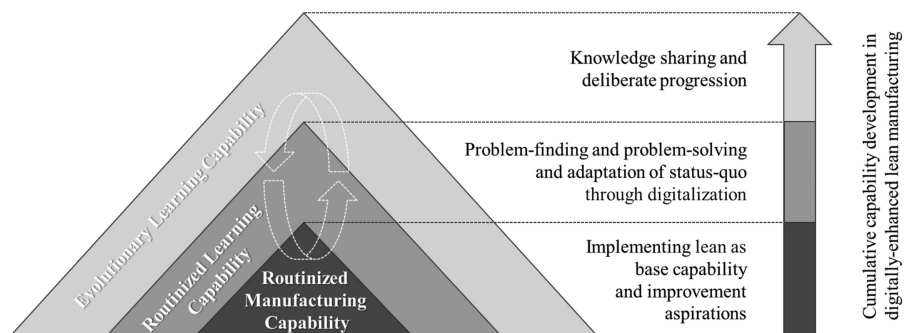 Evolutionary Learning Capability
Routinized Learning
Capability
Routinized
Manufacturing
Capability
Knowledge sharing and
deliberate progression
Problem-finding and problem-solving
and adaptation of status-quo
through digitalization
Implementing lean as
base capability
and improvement
aspirations
Cumulative capability development in
digitally-enhanced lean manufacturing